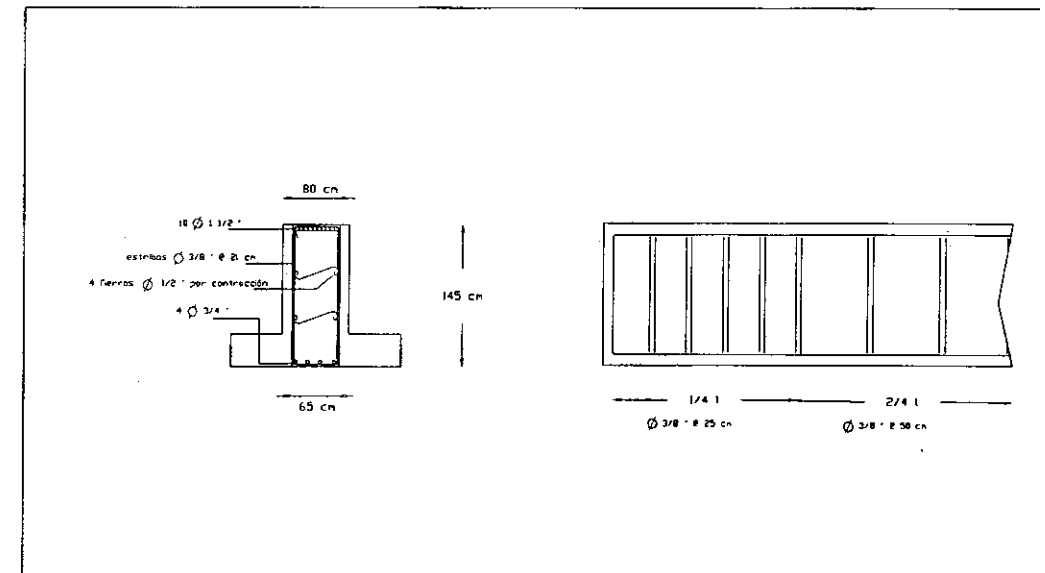 80 cm
10 Ø 1 1/2 "
estribos Ø 3/8 " @ 21 cm
4 fierros Ø 1/2 " por contracción
4 Ø 3/4 "
145 cm
65 cm
1/4 l
2/4 l
Ø 3/8 " @ 25 cm
Ø 3/8 " @ 50 cm